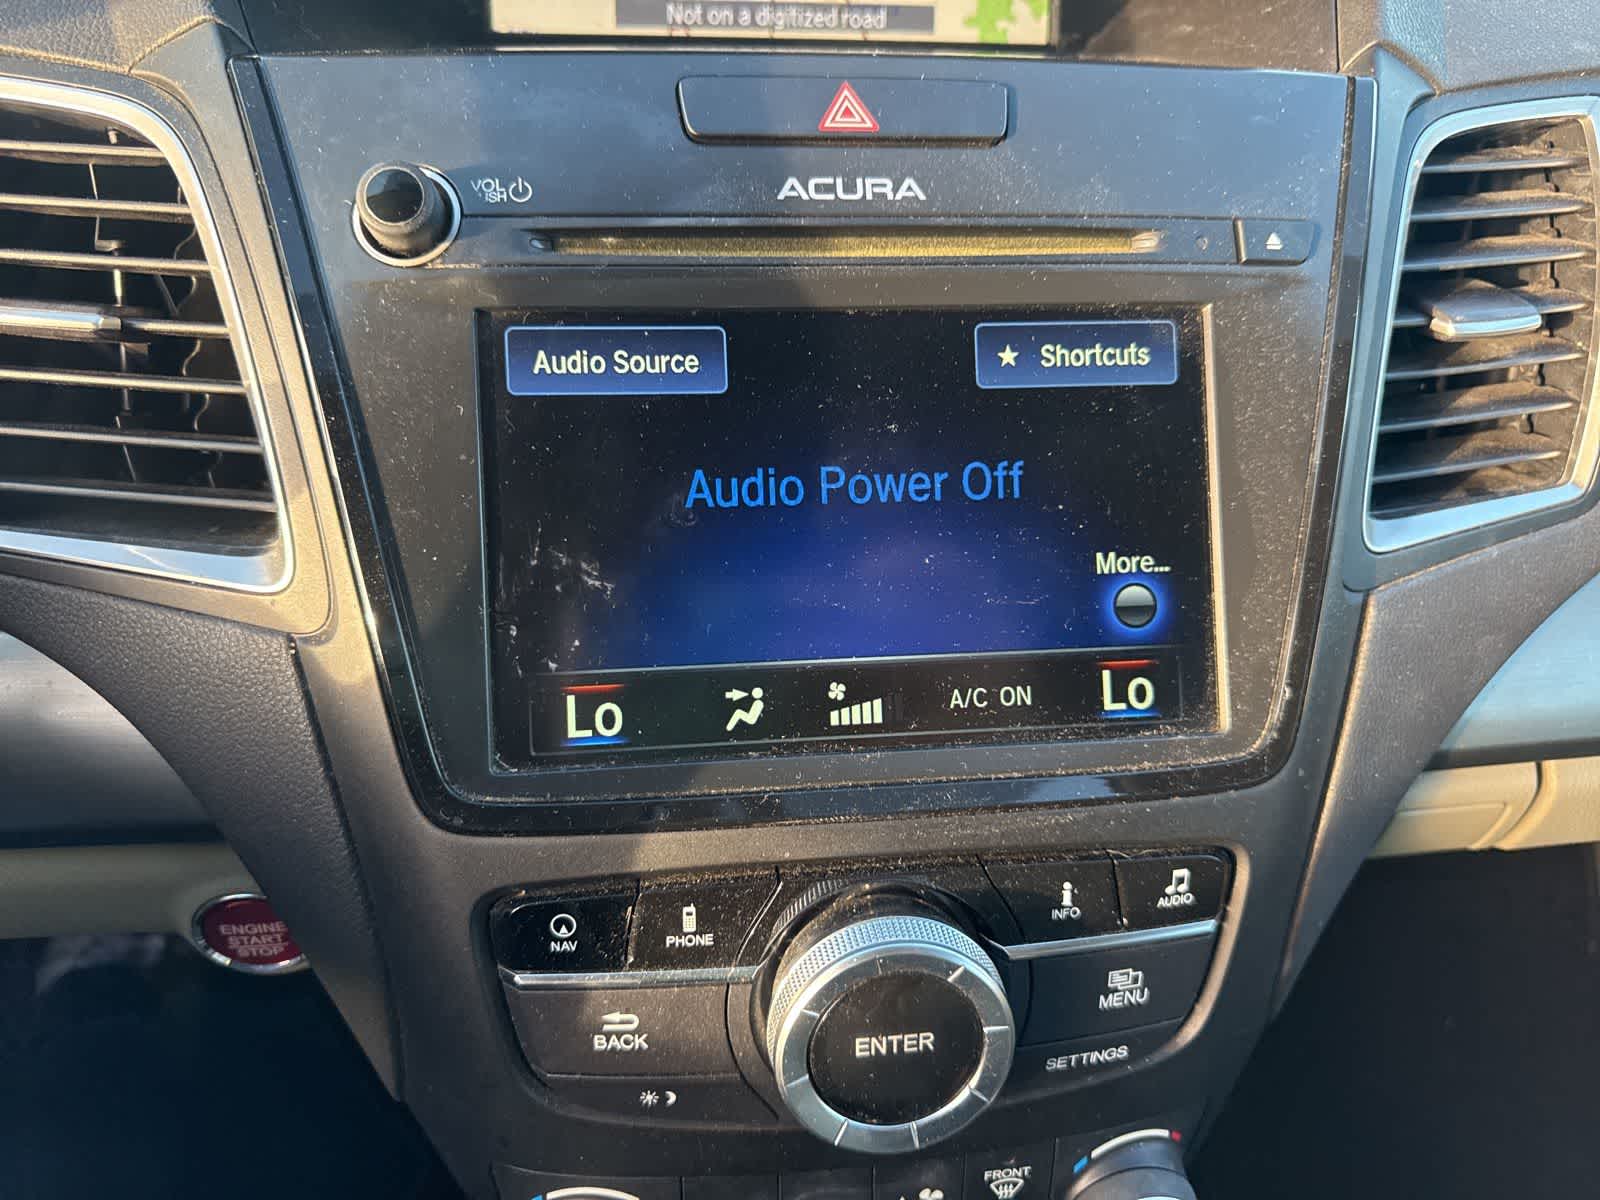 Not on a digitized road
VOL
ACURA
Audio Source
★ Shortcuts
Audio Power Off
More...
Lo
A/C ON
Lo
ENGINE
START
STOP
NAV
PHONE
INFO
AUDIO
BACK
ENTER
MENU
SETTINGS
FRONT